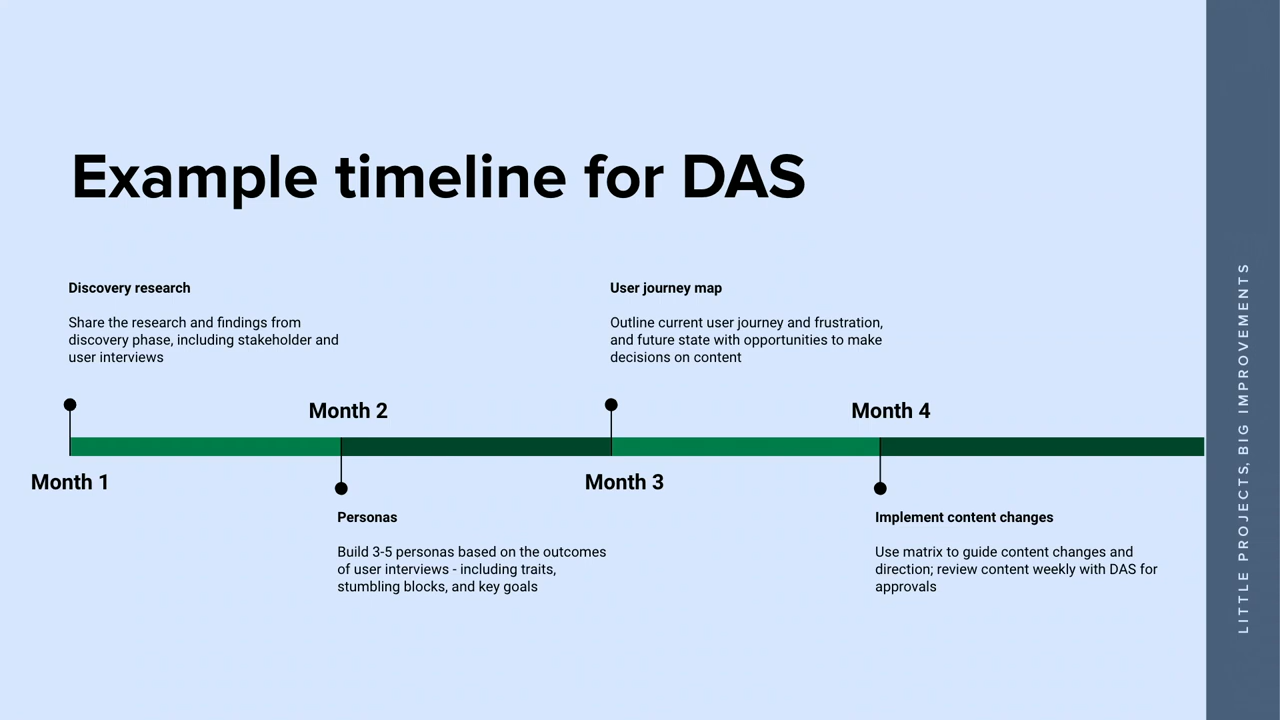 Example timeline for DAS
Discovery research
Share the research and findings from
discovery phase, including stakeholder and
user interviews
User journey map
Outline current user journey and frustration,
and future state with opportunities to make
decisions on content
Month 2
Month 4
Month 1
Month 3
Personas
Build 3-5 personas based on the outcomes
of user interviews - including traits,
stumbling blocks, and key goals
Implement content changes
Use matrix to guide content changes and
direction; review content weekly with DAS for
approvals
LITTLE PROJECTS, BIG IMPROVEMENTS